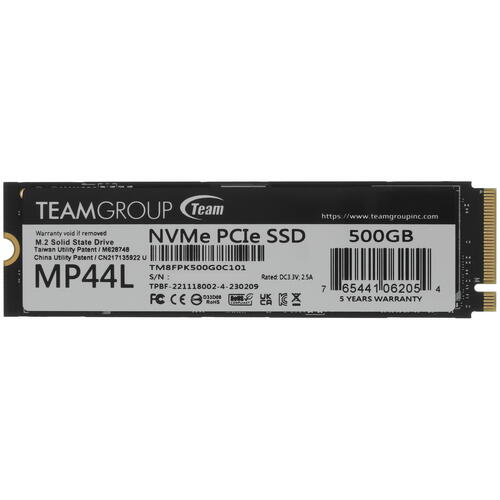 TEAMGROUP Team
https://www.teamgroupinc.com
Warranty void if removed
M.2 Solid State Drive
Taiwan Utility Patent / M628748
China Utility Patent / CN217135922 U
MP44L
NVMe PCIe SSD
500GB
TM8FPK500G0C101
S/N :
Rated: DC3.3V, 2.5A
D33D08
RoHS
TPBF-221118002-4-230209
7 65441 06205 4
5 YEARS WARRANTY